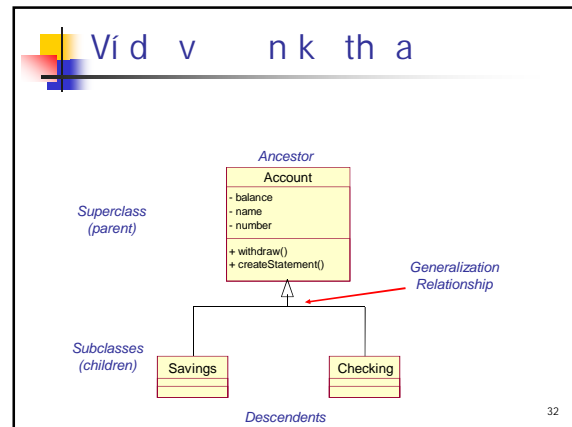 Ví d v nk th a
Ancestor
Account
- balance
- name
- number
+ withdraw()
+ createStatement()
Superclass
(parent)
Generalization
Relationship
Subclasses
(children)
Savings
Checking
Descendents
32